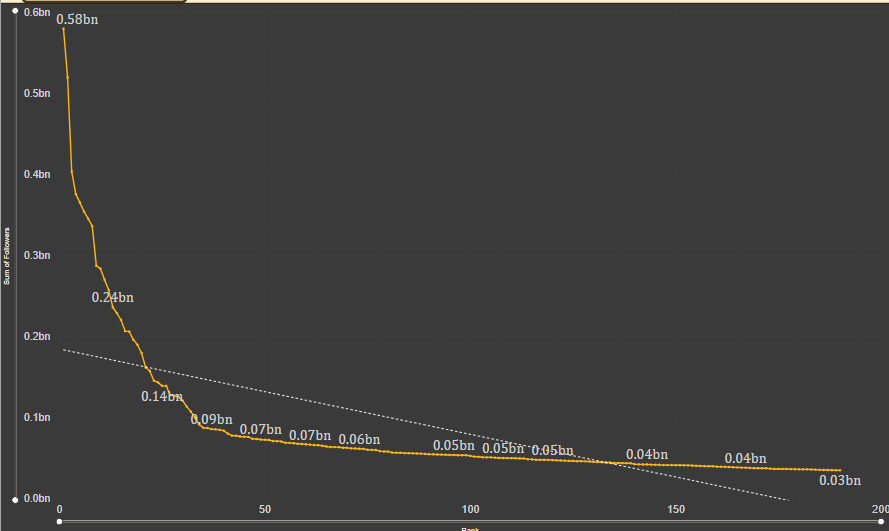 0.6bn
0.58bn
0.5bn
0.4bn
0.3bn
0.24bn
0.2bn
0.14bn
0.1bn
0.09bn
0.07bn
0.07bn
0.06bn
0.05bn
0.05bn
0.05bn
0.04bn
0.04bn
0.03bn
0.0bn
Sum of Followers
0 50 100 150 200
Rank